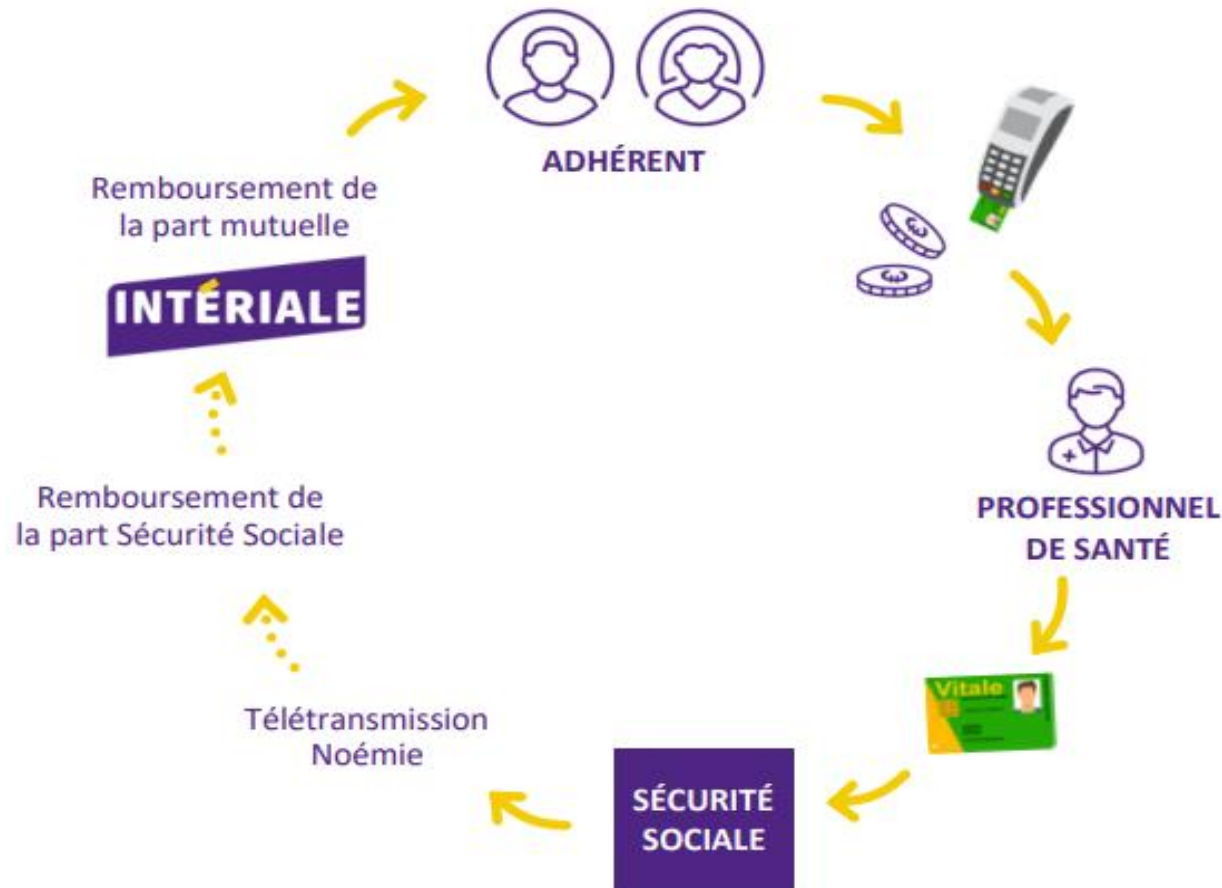 ADHÉRENT
Remboursement de
la part mutuelle
INTÉRIALE
PROFESSIONNEL
DE SANTÉ
Remboursement de
la part Sécurité Sociale
Vitale
Télétransmission
Noémie
SÉCURITÉ
SOCIALE